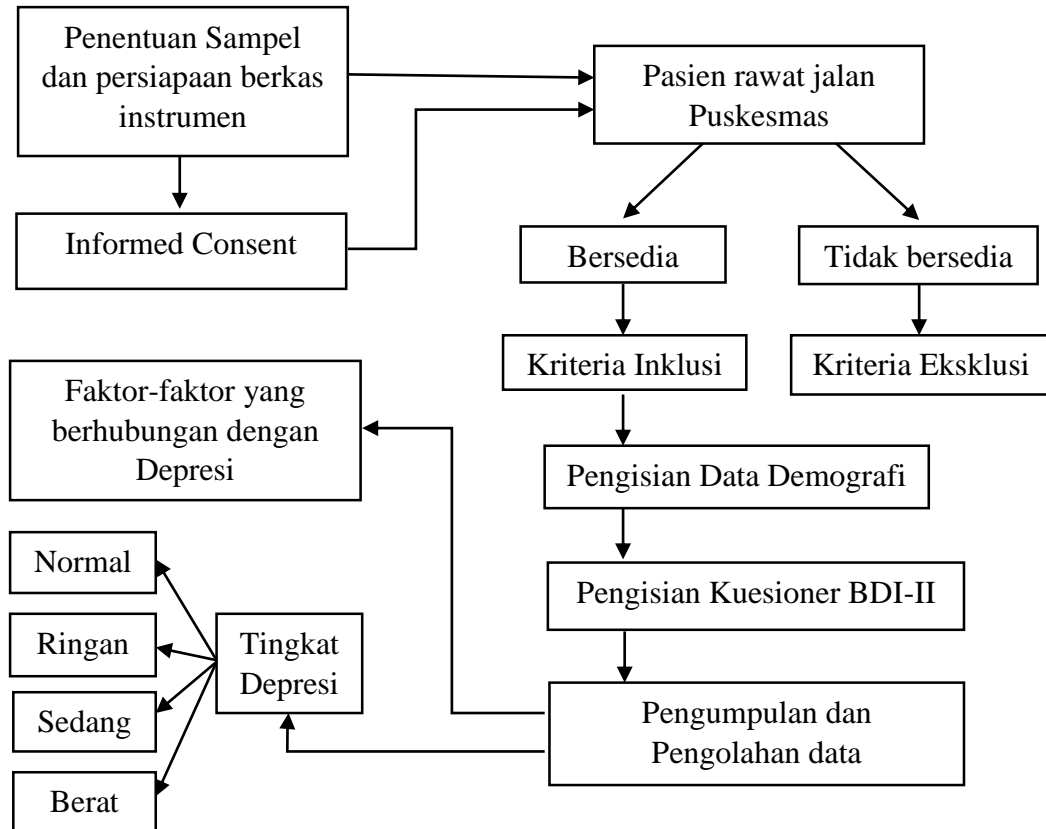 Penentuan Sampel
dan persiapaan berkas
instrumen
Pasien rawat jalan
Puskesmas
Informed Consent
Bersedia
Tidak bersedia
Kriteria Inklusi
Kriteria Eksklusi
Faktor-faktor yang
berhubungan dengan
Depresi
Pengisian Data Demografi
Normal
Pengisian Kuesioner BDI-II
Ringan
Tingkat
Depresi
Sedang
Pengumpulan dan
Pengolahan data
Berat